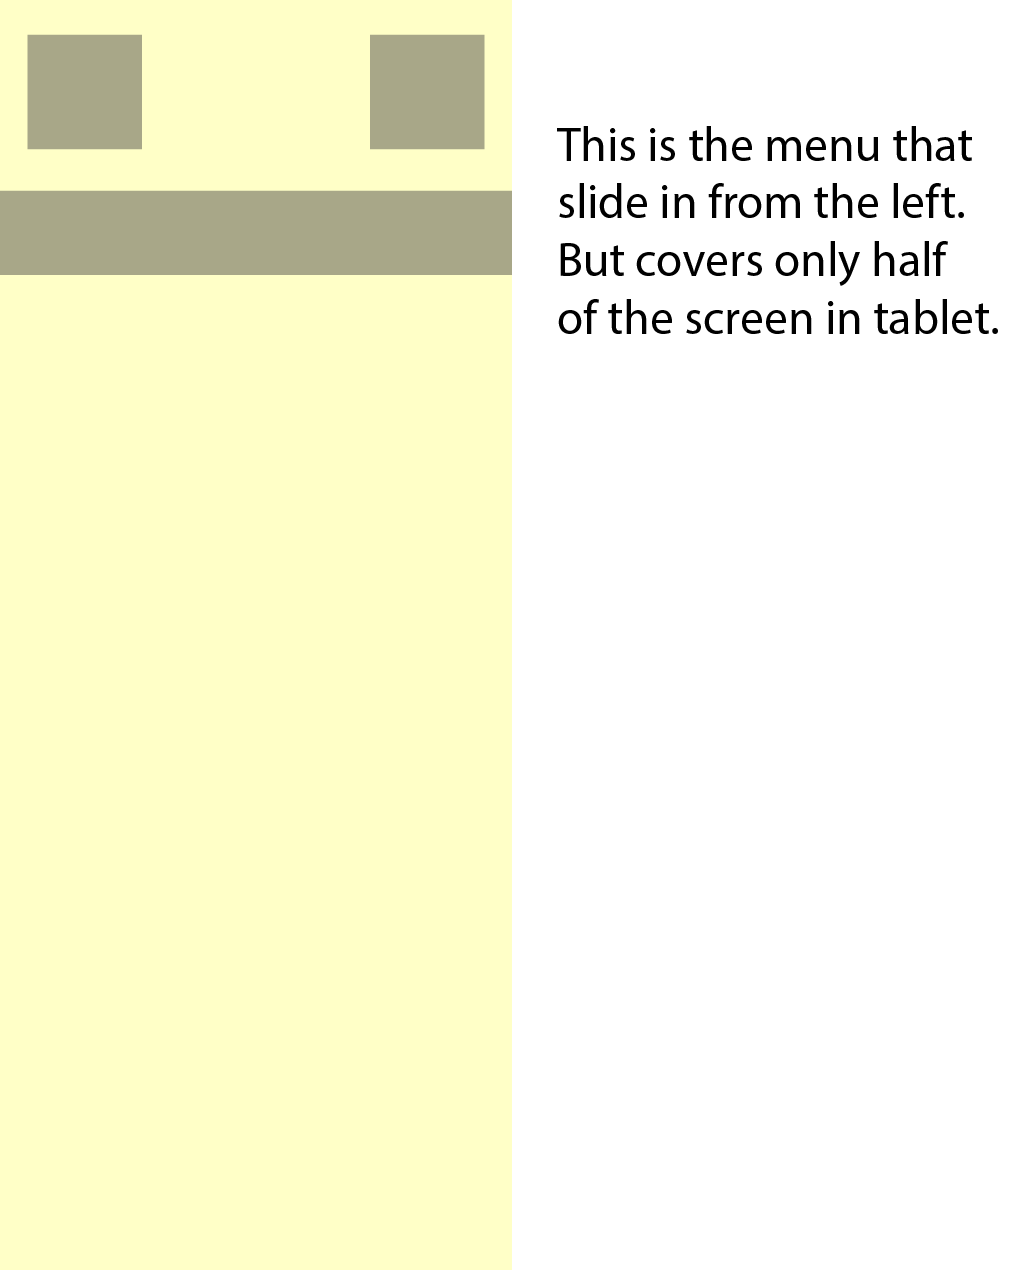 This is the menu that
slide in from the left.
But covers only half
of the screen in tablet.